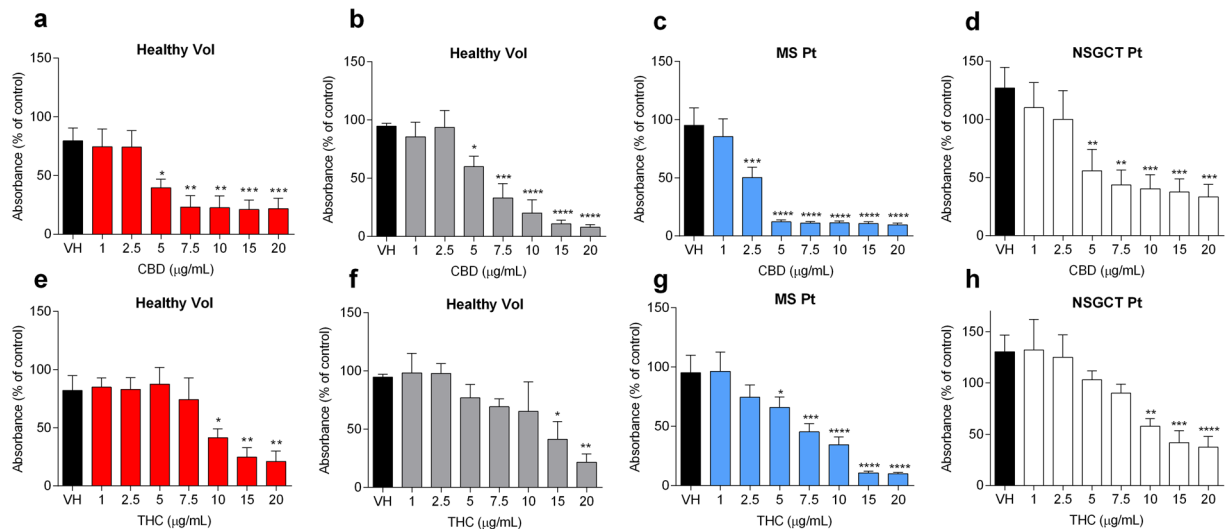 a
Healthy Vol
Absorbance (% of control)
150
100
50
0
*
**
**
***
***
VH 1 2.5 5 7.5 10 15 20
CBD (μg/mL)
b
Healthy Vol
Absorbance (% of control)
150
100
50
0
*
***
****
****
****
VH 1 2.5 5 7.5 10 15 20
CBD (μg/mL)
c
MS Pt
Absorbance (% of control)
150
100
50
0
***
****
****
****
****
****
VH 1 2.5 5 7.5 10 15 20
CBD (μg/mL)
d
NSGCT Pt
Absorbance (% of control)
150
100
50
0
**
**
***
***
***
VH 1 2.5 5 7.5 10 15 20
CBD (μg/mL)
e
Healthy Vol
Absorbance (% of control)
150
100
50
0
*
**
**
VH 1 2.5 5 7.5 10 15 20
THC (μg/mL)
f
Healthy Vol
Absorbance (% of control)
150
100
50
0
*
**
VH 1 2.5 5 7.5 10 15 20
THC (μg/mL)
g
MS Pt
Absorbance (% of control)
150
100
50
0
*
***
****
****
****
VH 1 2.5 5 7.5 10 15 20
THC (μg/mL)
h
NSGCT Pt
Absorbance (% of control)
150
100
50
0
**
***
****
VH 1 2.5 5 7.5 10 15 20
THC (μg/mL)